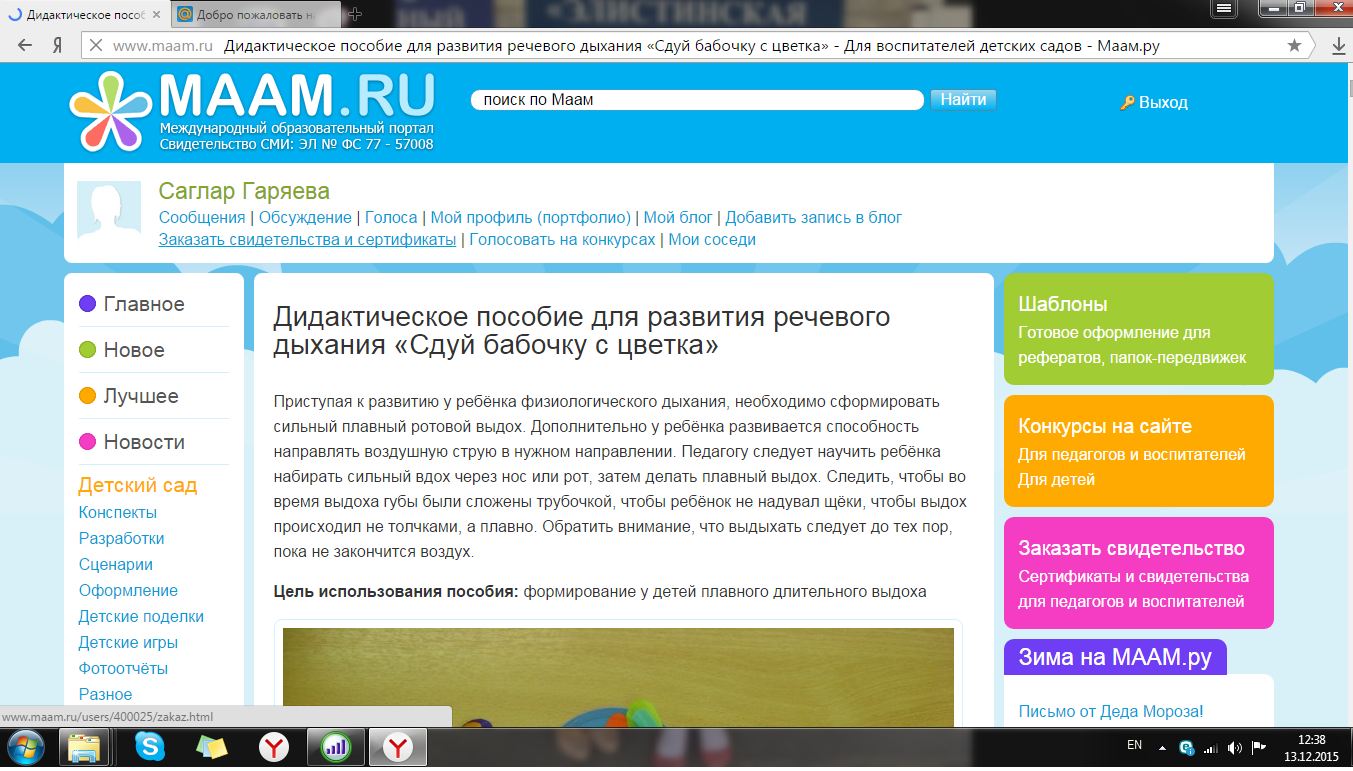 Дидактическое пособ
Добро пожаловать н
ЭЛИСТИНСКАЯ
Я
www.maam.ru Дидактическое пособие для развития речевого дыхания «Сдуй бабочку с цветка» - Для воспитателей детских садов - Маам.ру
MAAM.RU
Международный образовательный портал
Свидетельство СМИ: ЭЛ № ФС 77 - 57008
поиск по Маам
Найти
Выход
Саглар Гаряева
Сообщения | Обсуждение | Голоса | Мой профиль (портфолио) | Мой блог | Добавить запись в блог
Заказать свидетельства и сертификаты | Голосовать на конкурсах | Мои соседи
Главное
Новое
Лучшее
Новости
Детский сад
Конспекты
Разработки
Сценарии
Оформление
Детские поделки
Детские игры
Фотоотчёты
Разное
Дидактическое пособие для развития речевого
дыхания «Сдуй бабочку с цветка»
Приступая к развитию у ребёнка физиологического дыхания, необходимо сформировать
сильный плавный ротовой выдох. Дополнительно у ребёнка развивается способность
направлять воздушную струю в нужном направлении. Педагогу следует научить ребёнка
набирать сильный вдох через нос или рот, затем делать плавный выдох. Следить, чтобы во
время выдоха губы были сложены трубочкой, чтобы ребёнок не надувал щёки, чтобы выдох
происходил не толчками, а плавно. Обратить внимание, что выдыхать следует до тех пор,
пока не закончится воздух.
Цель использования пособия: формирование у детей плавного длительного выдоха
Шаблоны
Готовое оформление для
рефератов, папок-передвижек
Конкурсы на сайте
Для педагогов и воспитателей
Для детей
Заказать свидетельство
Сертификаты и свидетельства
для педагогов и воспитателей
Зима на МААМ.ру
Письмо от Деда Мороза!
www.maam.ru/users/400025/zakaz.html
EN
12:38
13.12.2015